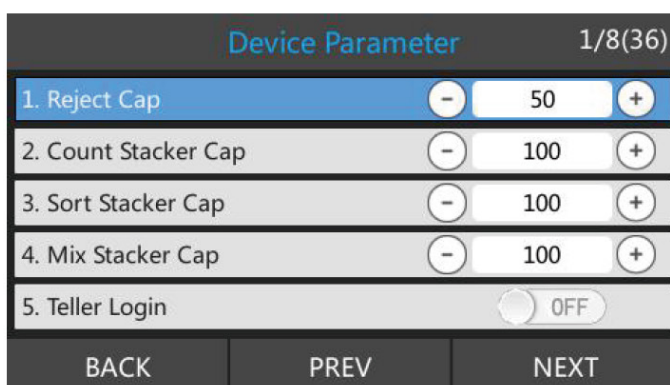 Device Parameter 1/8(36)
1. Reject Cap - 50 +
2. Count Stacker Cap - 100 +
3. Sort Stacker Cap - 100 +
4. Mix Stacker Cap - 100 +
5. Teller Login OFF
BACK PREV NEXT